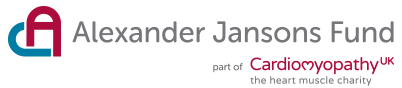 Alexander Jansons Fund
part of Cardiomyopathy UK
the heart muscle charity